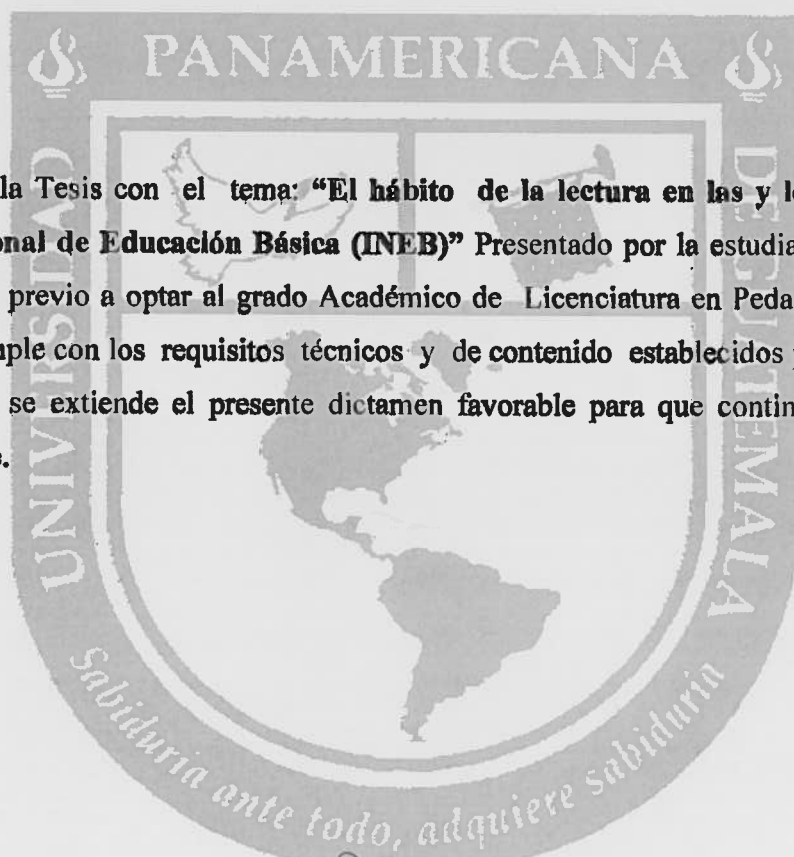 PANAMERICANA
UNIVERSIDAD
DE GUATEMALA
la Tesis con el tema: “El hábito de la lectura en las y l
onal de Educación Básica (INEB)” Presentado por la estudia
previo a optar al grado Académico de Licenciatura en Peda
ple con los requisitos técnicos y de contenido establecidos
se extiende el presente dictamen favorable para que contin
Sabiduría ante todo, adquiere sabiduría